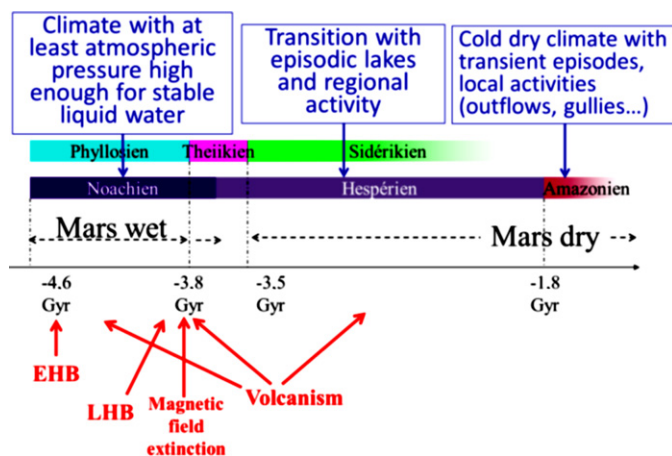 Climate with at
least atmospheric
pressure high
enough for stable
liquid water
Transition with
episodic lakes
and regional
activity
Cold dry climate with
transient episodes,
local activities
(outflows, gullies...)
Phyllosien
Theiikien
Sidérikien
Noachien
Hespérien
Amazonien
Mars wet
Mars dry
-4.6
Gyr
-3.8
Gyr
-3.5
Gyr
-1.8
Gyr
EHB
LHB
Magnetic
field
extinction
Volcanism